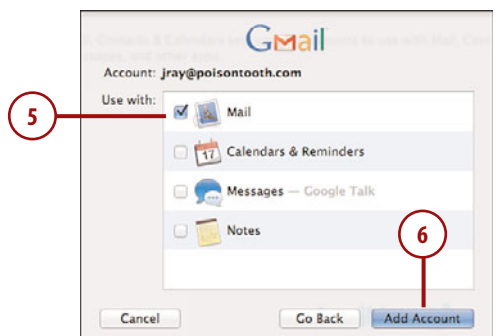 Gmail
Account: jray@poisontooth.com
Use with:
5
Mail
17
Calendars & Reminders
Messages — Google Talk
Notes
6
Cancel
Go Back
Add Account